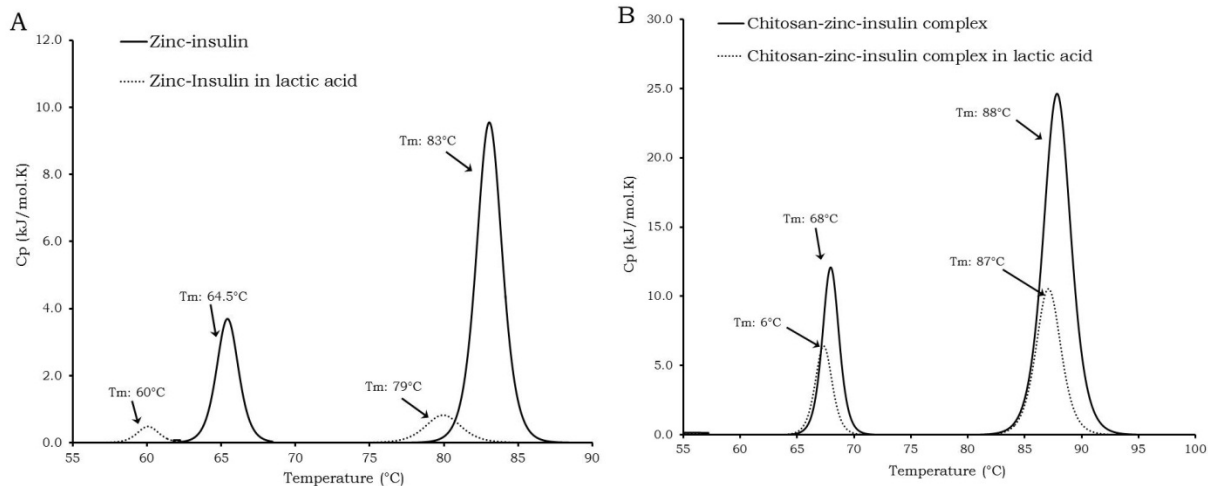 A
Zinc-insulin
Zinc-Insulin in lactic acid
Cp (kJ/mol.K)
12.0
10.0
8.0
6.0
4.0
2.0
0.0
Tm: 83°C
Tm: 64.5°C
Tm: 60°C
Tm: 79°C
55 60 65 70 75 80 85 90
Temperature (°C)
B
Chitosan-zinc-insulin complex
Chitosan-zinc-insulin complex in lactic acid
Cp (kJ/mol.K)
30.0
25.0
20.0
15.0
10.0
5.0
0.0
Tm: 88°C
Tm: 68°C
Tm: 87°C
Tm: 6°C
55 60 65 70 75 80 85 90 95 100
Temperature (°C)